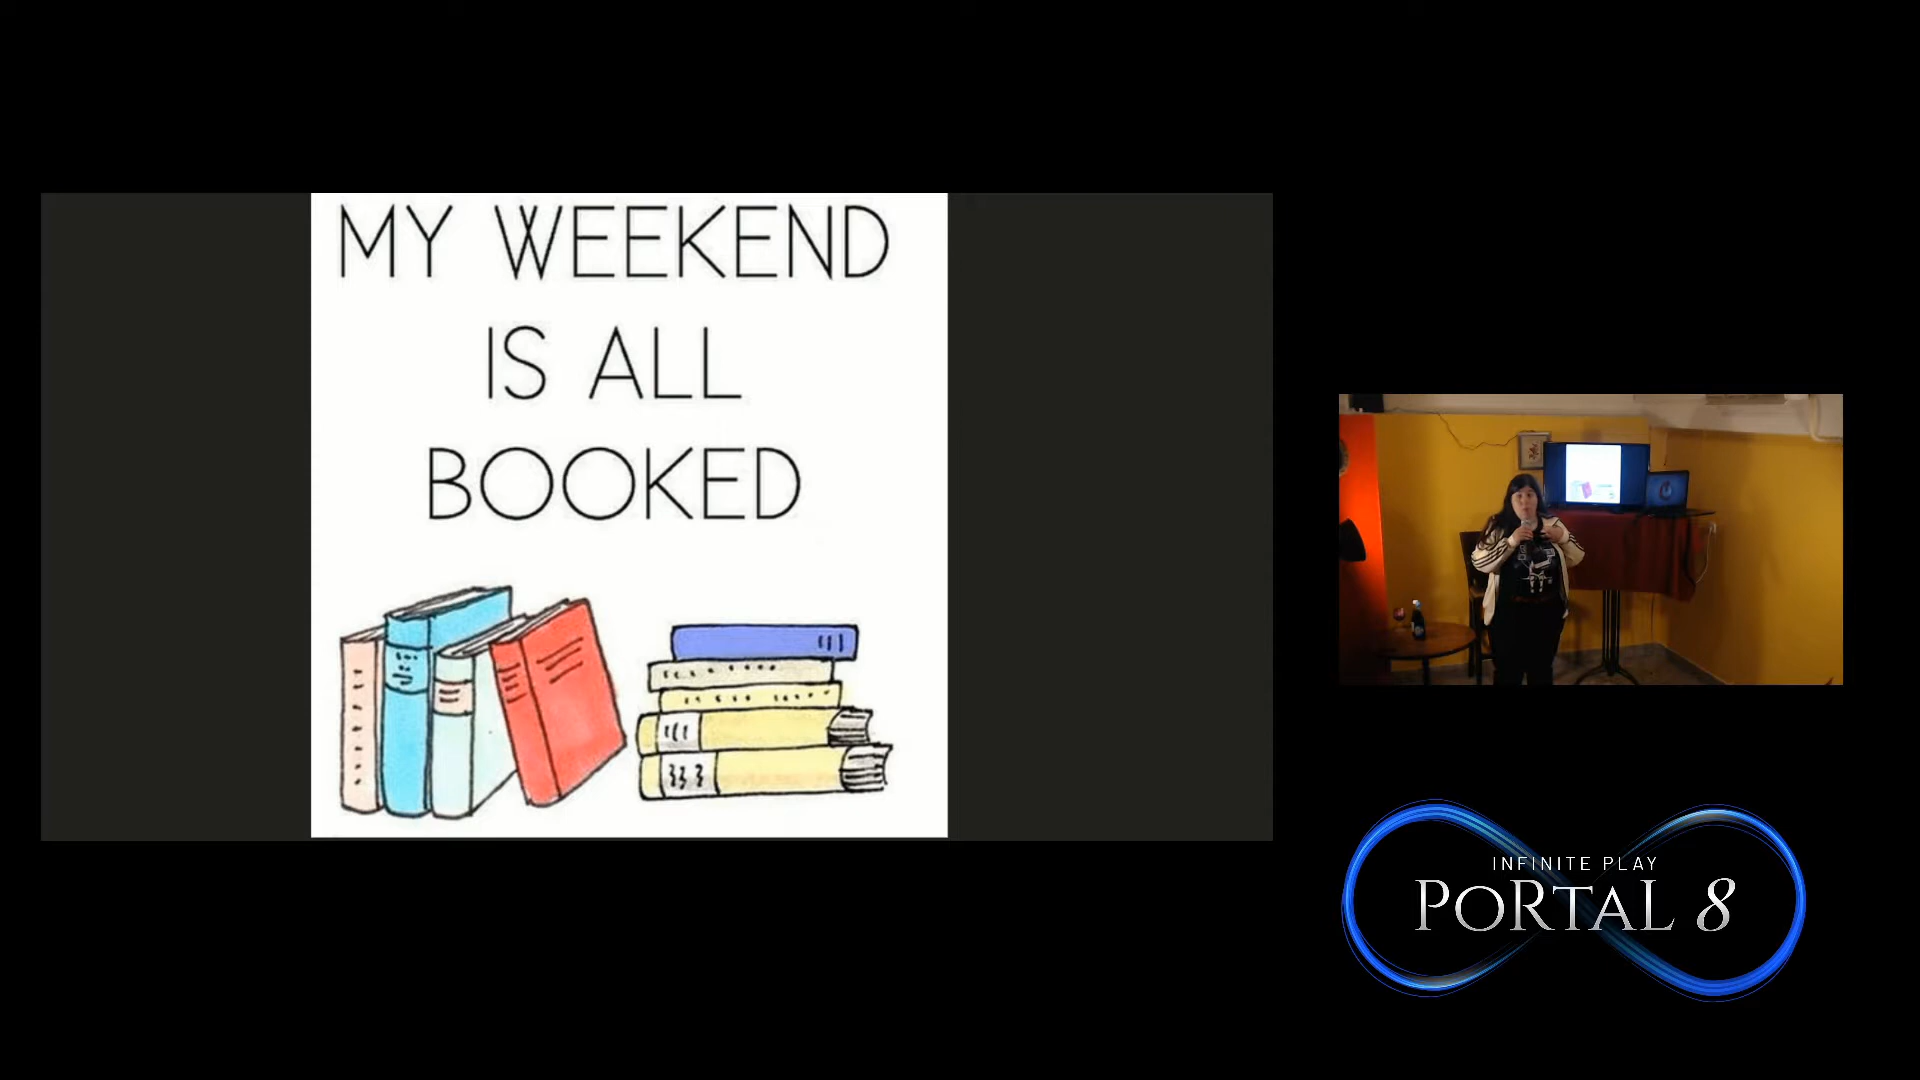 MY WEEKEND
IS ALL
BOOKED
INFINITE PLAY
PORTAL 8